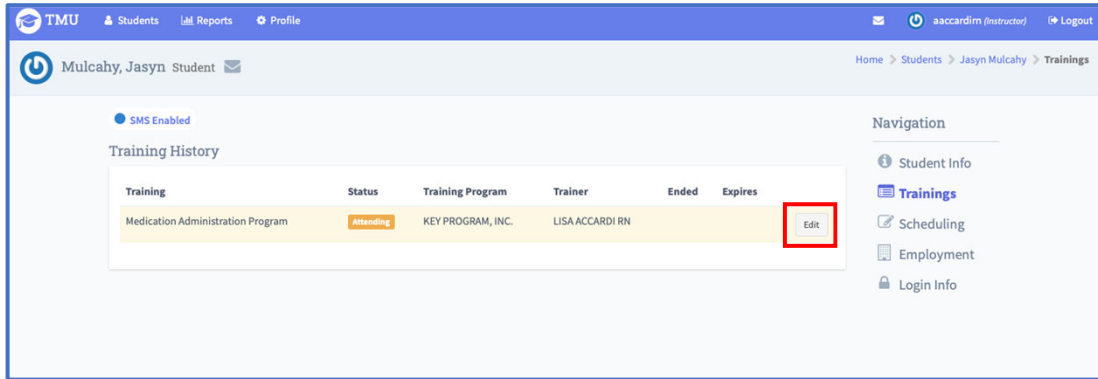 TMU Students Reports Profile aaccardirn (Instructor) Logout
Mulcahy, Jasyn Student Home > Students > Jasyn Mulcahy > Trainings
SMS Enabled
Training History
Training Status Training Program Trainer Ended Expires
Medication Administration Program Attending KEY PROGRAM, INC. LISA ACCARDI RN Edit
Navigation
Student Info
Trainings
Scheduling
Employment
Login Info